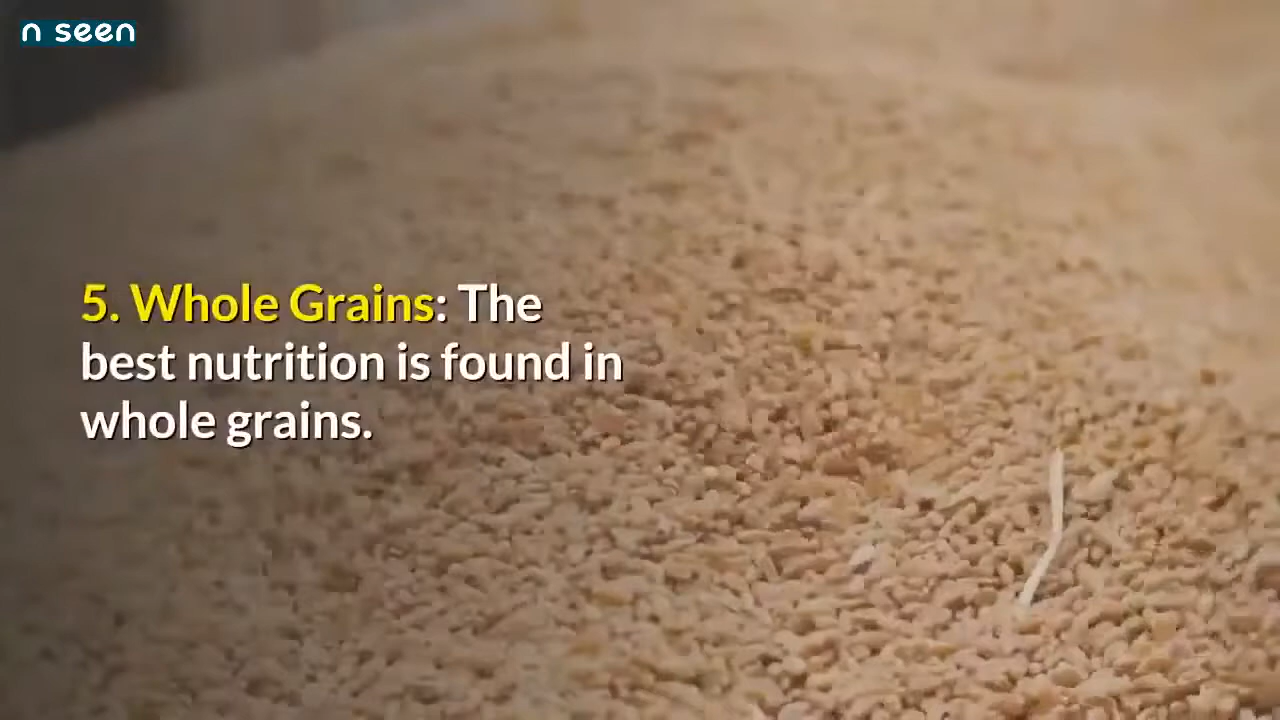 n seen
5. Whole Grains: The
best nutrition is found in
whole grains.